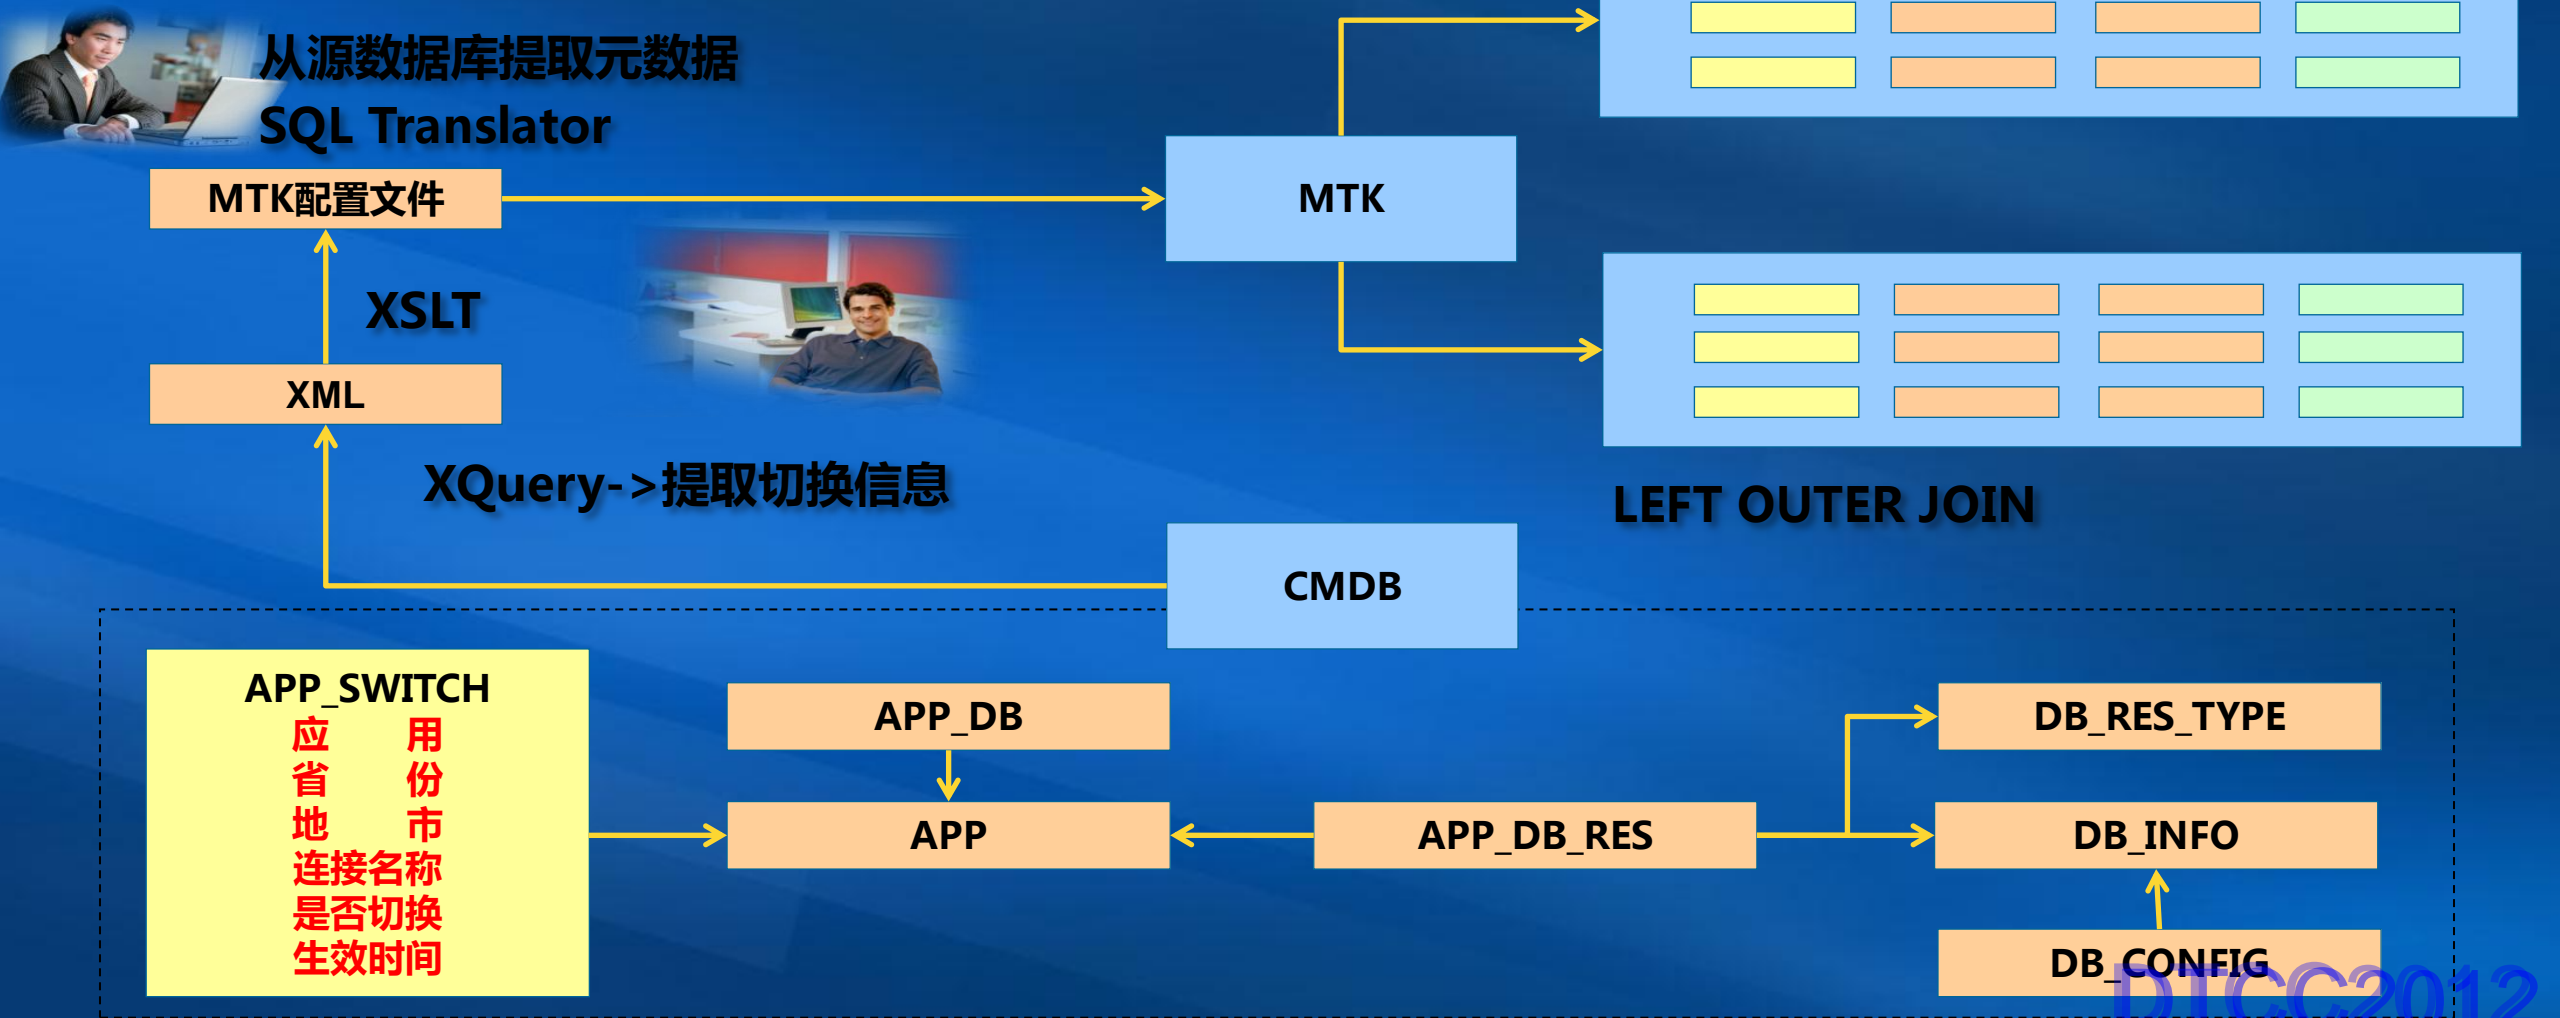 从源数据库提取元数据
SQL Translator
MTK配置文件
MTK
XSLT
XML
XQuery->提取切换信息
LEFT OUTER JOIN
CMDB
APP_SWITCH
应 用
省 份
地 市
连接名称
是否切换
生效时间
APP_DB
APP
APP_DB_RES
DB_RES_TYPE
DB_INFO
DB_CONFIG
DTCC2012